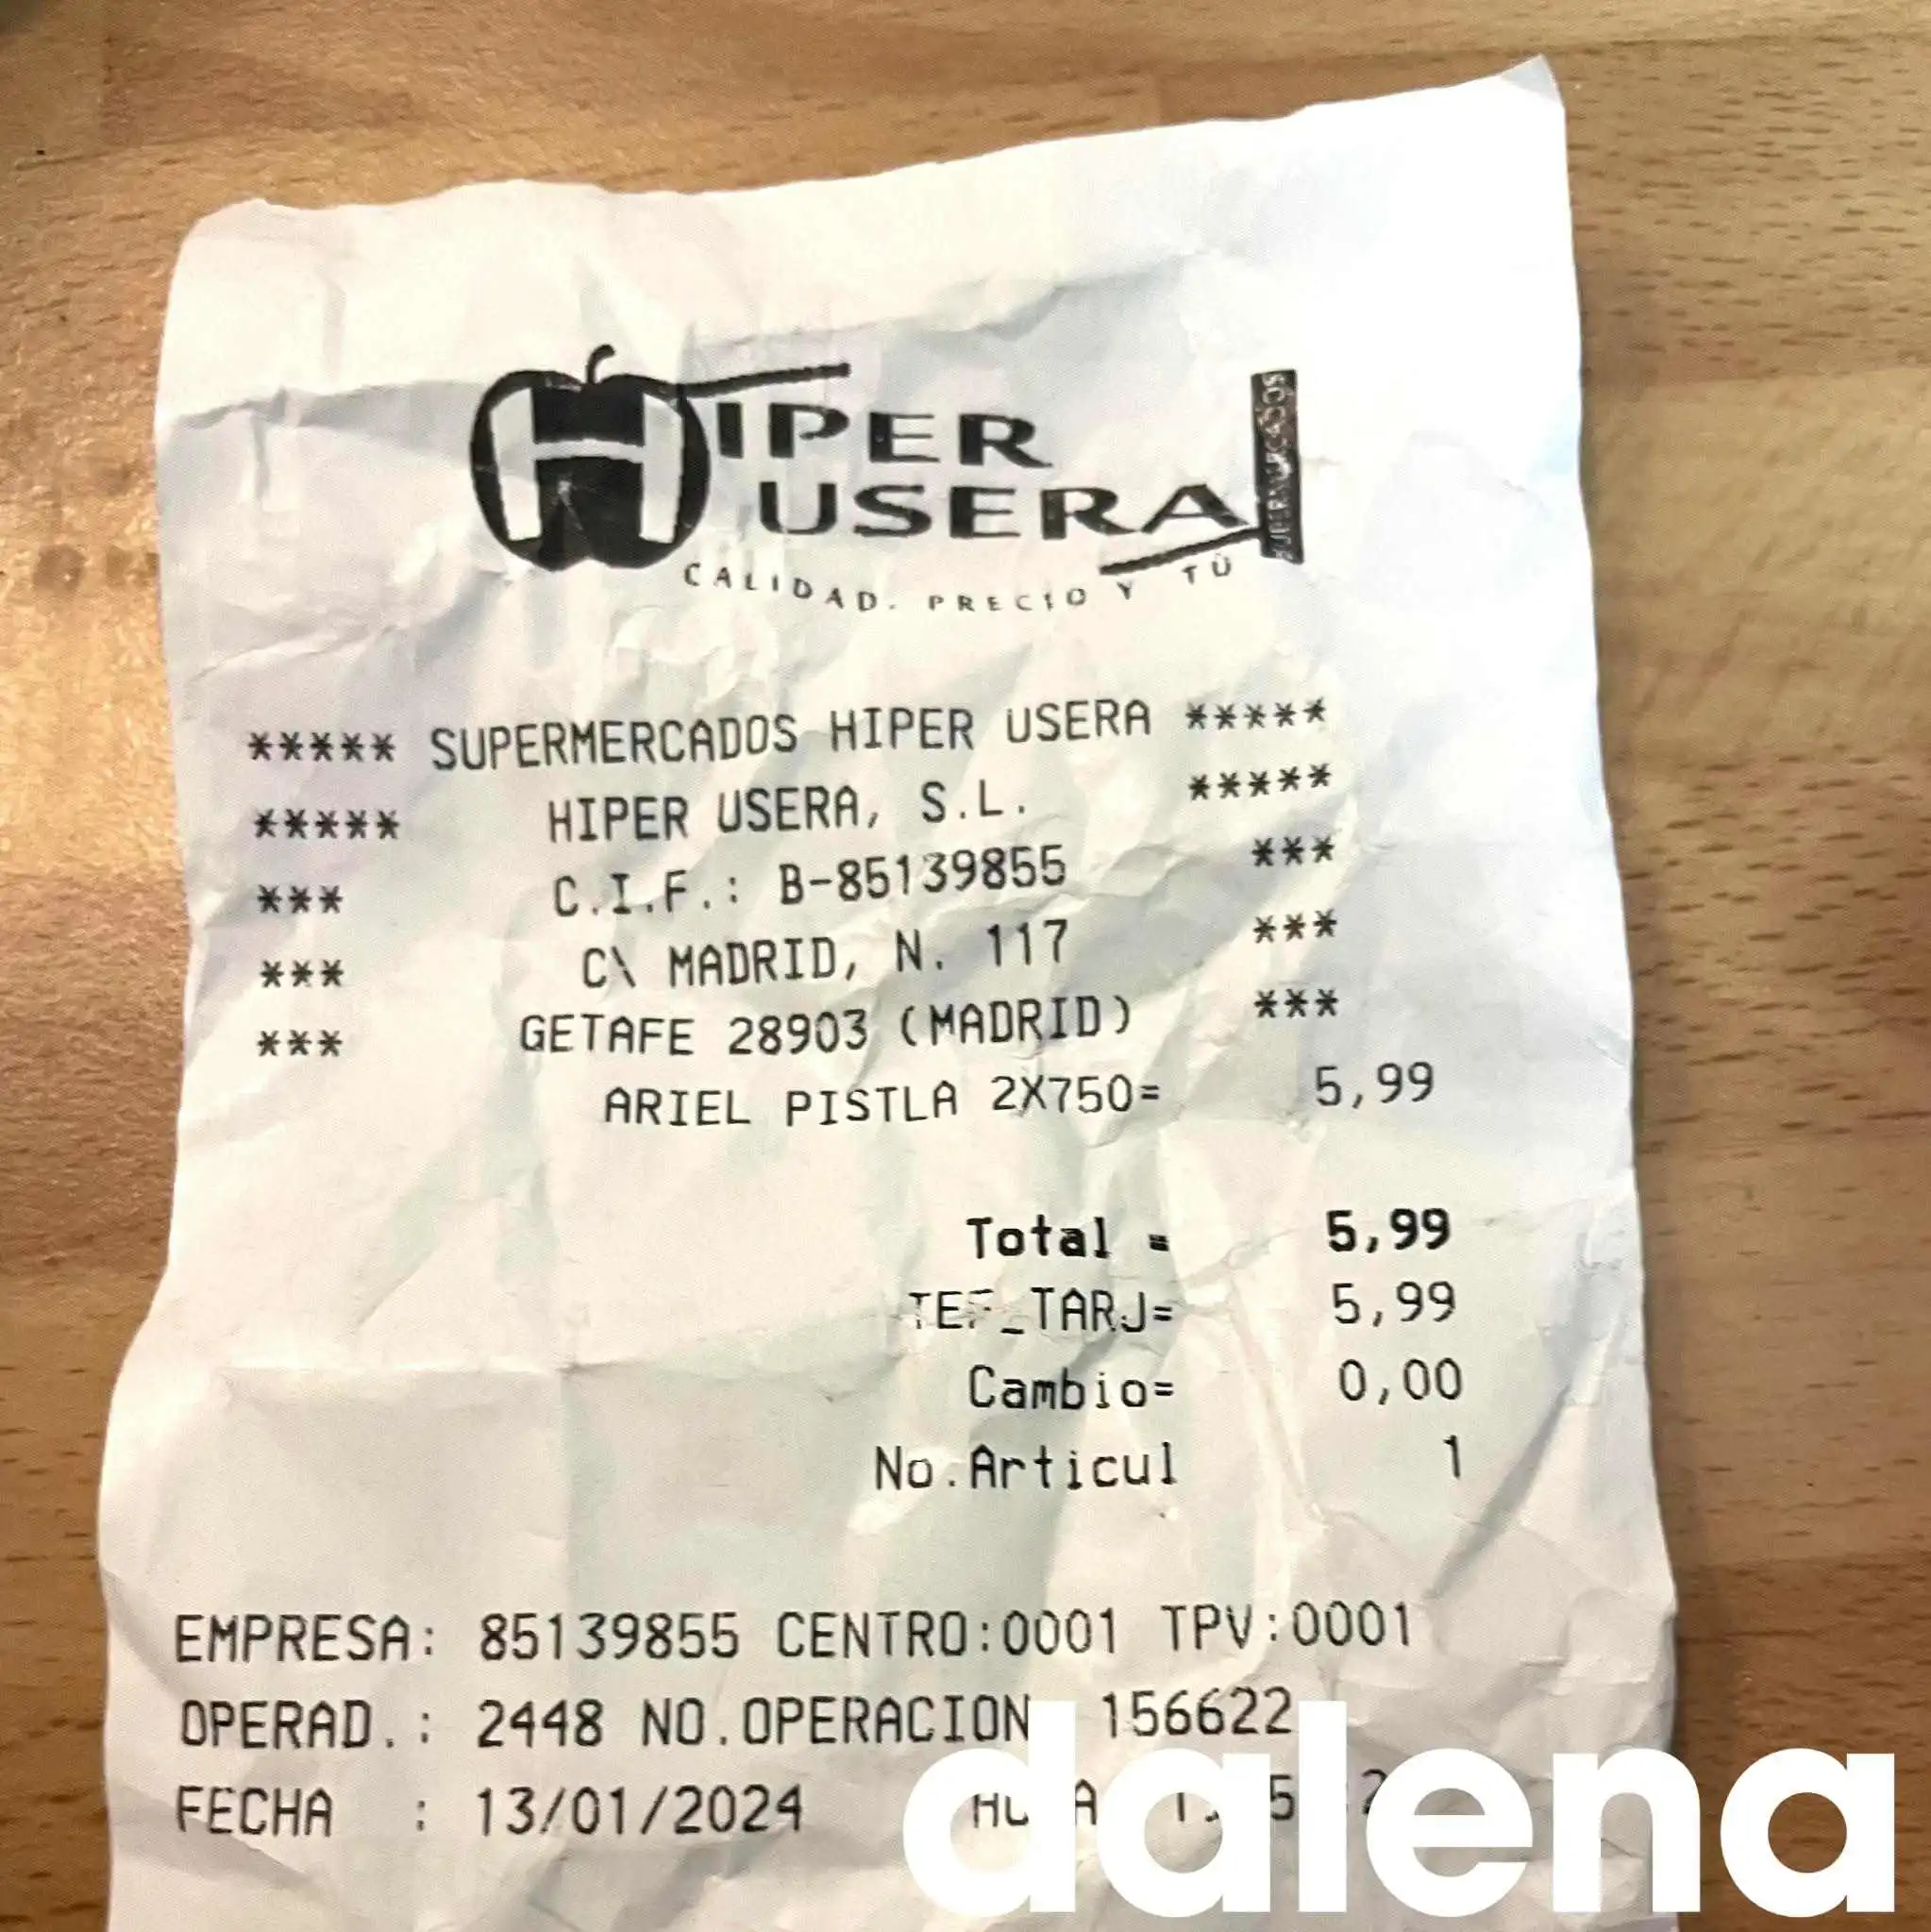 HIPER
USERA
SUPERMERCADOS
CALIDAD. PRECIO Y TÚ
***** SUPERMERCADOS HIPER USERA *****
***** HIPER USERA, S.L. *****
*** C.I.F.: B-85139855 ***
*** C\ MADRID, N. 117 ***
*** GETAFE 28903 (MADRID) ***
ARIEL PISTLA 2X750= 5,99
Total = 5,99
TEF_TARJ= 5,99
Cambio= 0,00
No.Articul 1
EMPRESA: 85139855 CENTRO:0001 TPV:0001
OPERAD.: 2448 NO.OPERACION 156622
FECHA : 13/01/2024
dalena